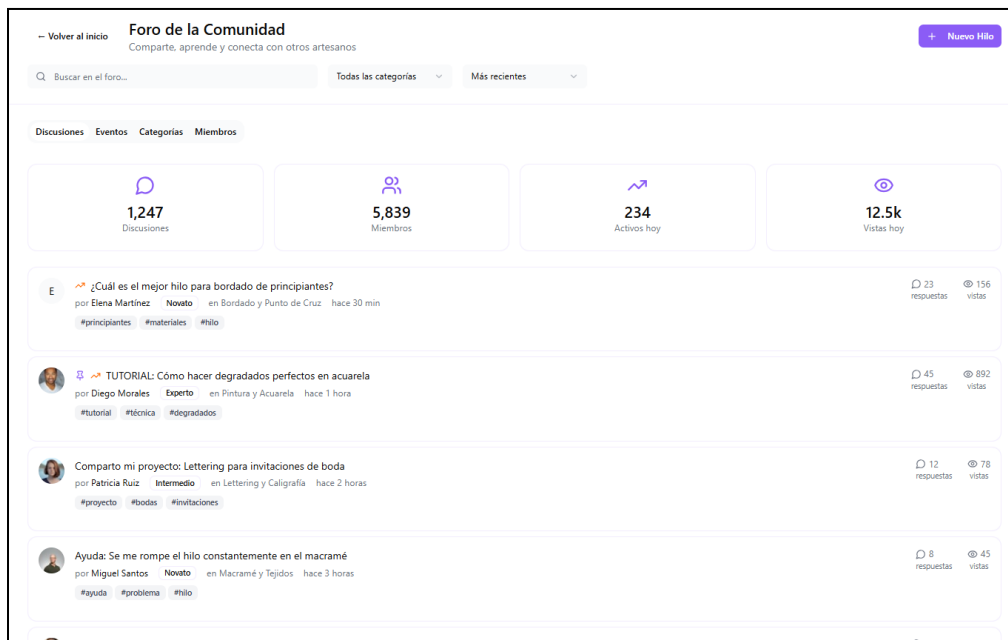 ← Volver al inicio
Foro de la Comunidad
Comparte, aprende y conecta con otros artesanos
+ Nuevo Hilo
Buscar en el foro...
Todas las categorías
Más recientes
Discusiones Eventos Categorías Miembros
1,247
Discusiones
5,839
Miembros
234
Activos hoy
12.5k
Vistas hoy
E
¿Cuál es el mejor hilo para bordado de principiantes?
por Elena Martínez Novato en Bordado y Punto de Cruz hace 30 min
#principiantes #materiales #hilo
23
respuestas
156
vistas
TUTORIAL: Cómo hacer degradados perfectos en acuarela
por Diego Morales Experto en Pintura y Acuarela hace 1 hora
#tutorial #técnica #degradados
45
respuestas
892
vistas
Comparto mi proyecto: Lettering para invitaciones de boda
por Patricia Ruiz Intermedio en Lettering y Caligrafía hace 2 horas
#proyecto #bodas #invitaciones
12
respuestas
78
vistas
Ayuda: Se me rompe el hilo constantemente en el macramé
por Miguel Santos Novato en Macramé y Tejidos hace 3 horas
#ayuda #problema #hilo
8
respuestas
45
vistas